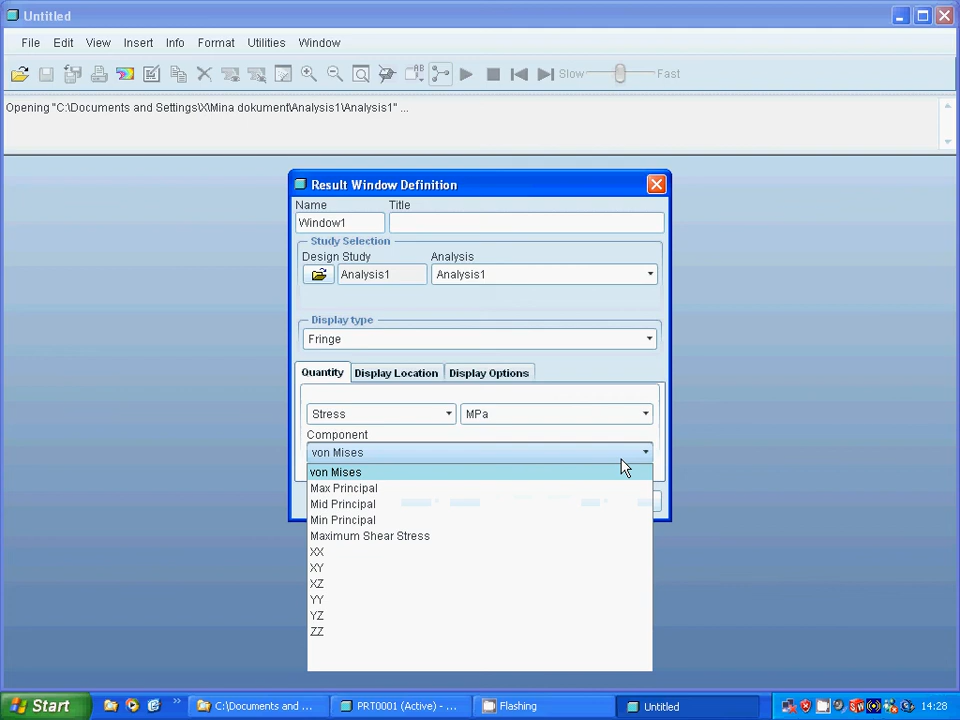 Untitled
File Edit View Insert Info Format Utilities Window
Slow Fast
Opening "C:\Documents and Settings\X\Mina dokument\Analysis1\Analysis1" ...
Result Window Definition
Name Title
Window1
Study Selection
Design Study Analysis
Analysis1 Analysis1
Display type
Fringe
Quantity Display Location Display Options
Stress MPa
Component
von Mises
von Mises
Max Principal
Mid Principal
Min Principal
Maximum Shear Stress
XX
XY
XZ
YY
YZ
ZZ
Start C:\Documents and ... PRT0001 (Active) - ... Flashing Untitled 14:28